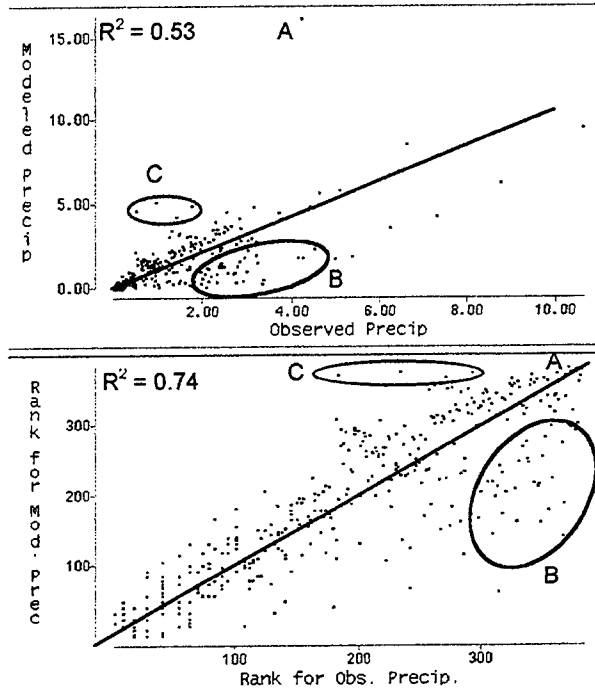 R² = 0.53
A
15.00
10.00
5.00
0.00
Modeled Precip
C
B
2.00 4.00 6.00 8.00 10.00
Observed Precip
R² = 0.74
C
A
300
200
100
Rank for Mod. Prec
B
100 200 300
Rank for Obs. Precip.